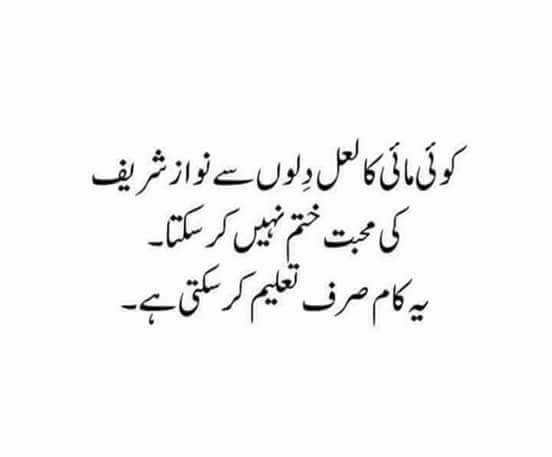 کوئی مائی کا لعل دِلوں سے نواز شریف
کی محبت ختم نہیں کر سکتا۔
یہ کام صرف تعلیم کر سکتی ہے۔